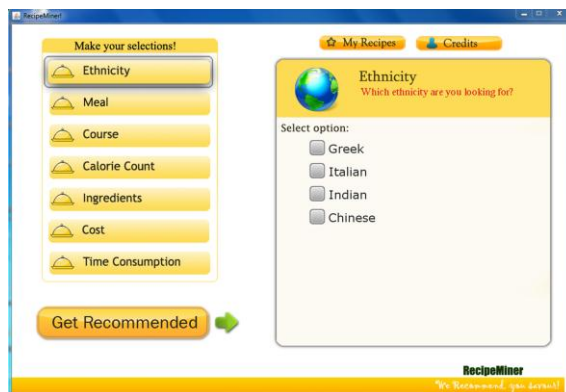 RecipeMiner!
Make your selections!
Ethnicity
Meal
Course
Calorie Count
Ingredients
Cost
Time Consumption
Get Recommended
My Recipes
Credits
Ethnicity
Which ethnicity are you looking for?
Select option:
Greek
Italian
Indian
Chinese
RecipeMiner
"We Recommend, you savour!